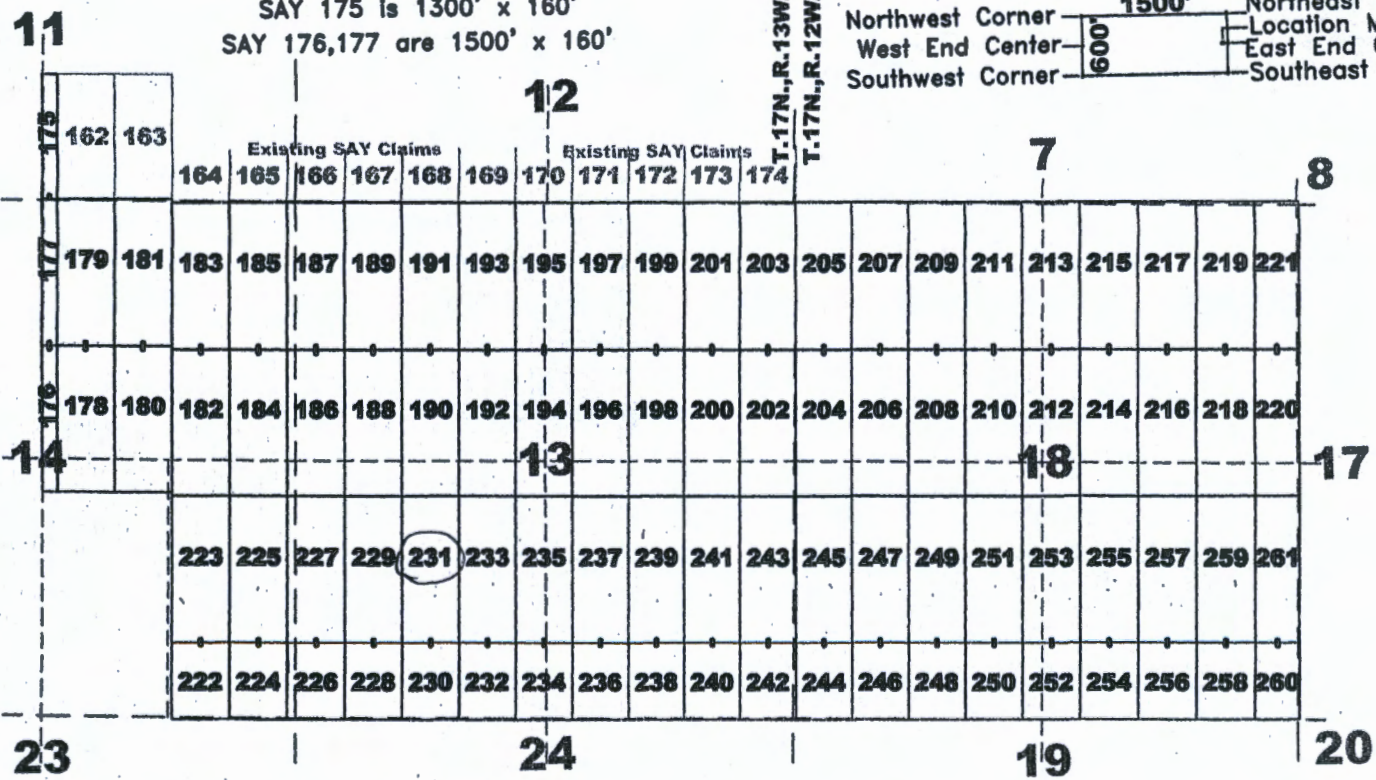 SAY 175 is 1300' x 160'
SAY 176,177 are 1500' x 160'
T.17N.,R.13W
T.17N.,R.12W
1500'
600'
Northwest Corner
West End Center
Southwest Corner
Northeast
Location
East End
Southeast
11
12
7
8
175 162 163
Existing SAY Claims
Existing SAY Claims
164 165 166 167 168 169 170 171 172 173 174
177 179 181 183 185 187 189 191 193 195 197 199 201 203 205 207 209 211 213 215 217 219 221
176 178 180 182 184 186 188 190 192 194 196 198 200 202 204 206 208 210 212 214 216 218 220
14 13 18 17
223 225 227 229 231 233 235 237 239 241 243 245 247 249 251 253 255 257 259 261
222 224 226 228 230 232 234 236 238 240 242 244 246 248 250 252 254 256 258 260
23 24 19 20